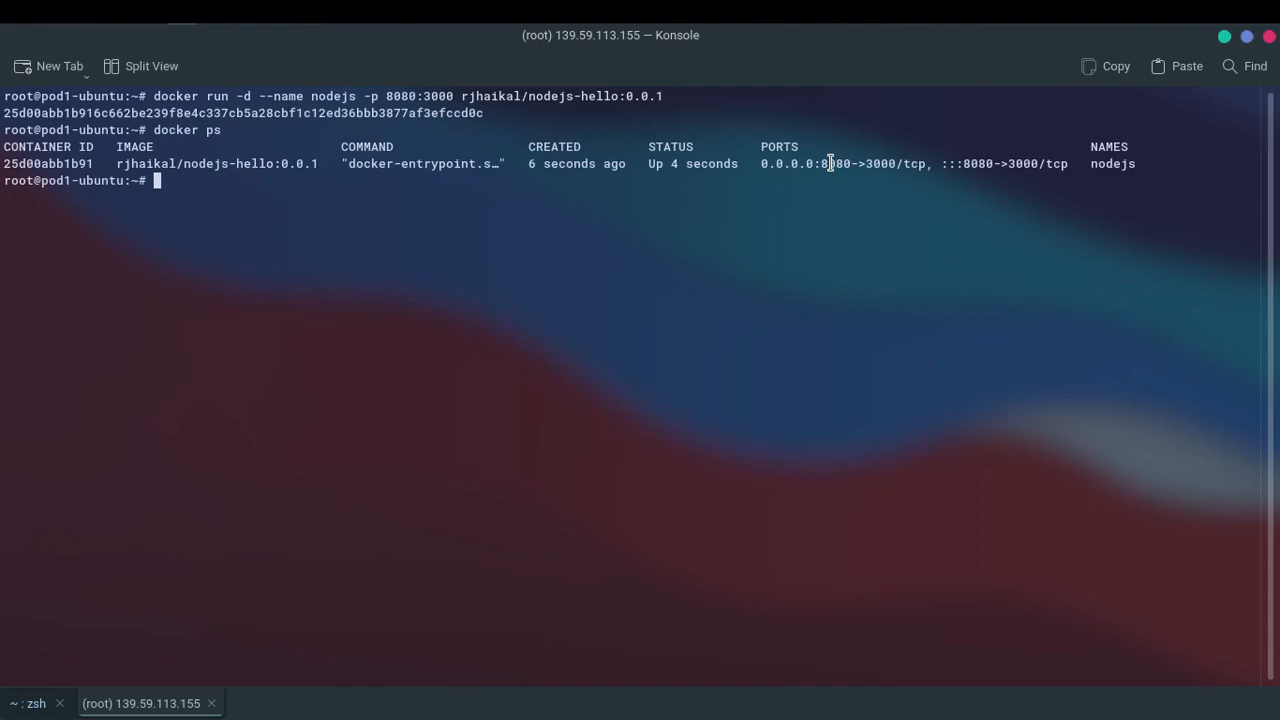 (root) 139.59.113.155 — Konsole
New Tab Split View Copy Paste Find
root@pod1-ubuntu:~# docker run -d --name nodejs -p 8080:3000 rjhaikal/nodejs-hello:0.0.1
25d00abb1b916c662be239f8e4c337cb5a28cbf1c12ed36bbb3877af3efccd0c
root@pod1-ubuntu:~# docker ps
CONTAINER ID IMAGE COMMAND CREATED STATUS PORTS NAMES
25d00abb1b91 rjhaikal/nodejs-hello:0.0.1 "docker-entrypoint.s…" 6 seconds ago Up 4 seconds 0.0.0.0:8080->3000/tcp, :::8080->3000/tcp nodejs
root@pod1-ubuntu:~#
~ : zsh (root) 139.59.113.155